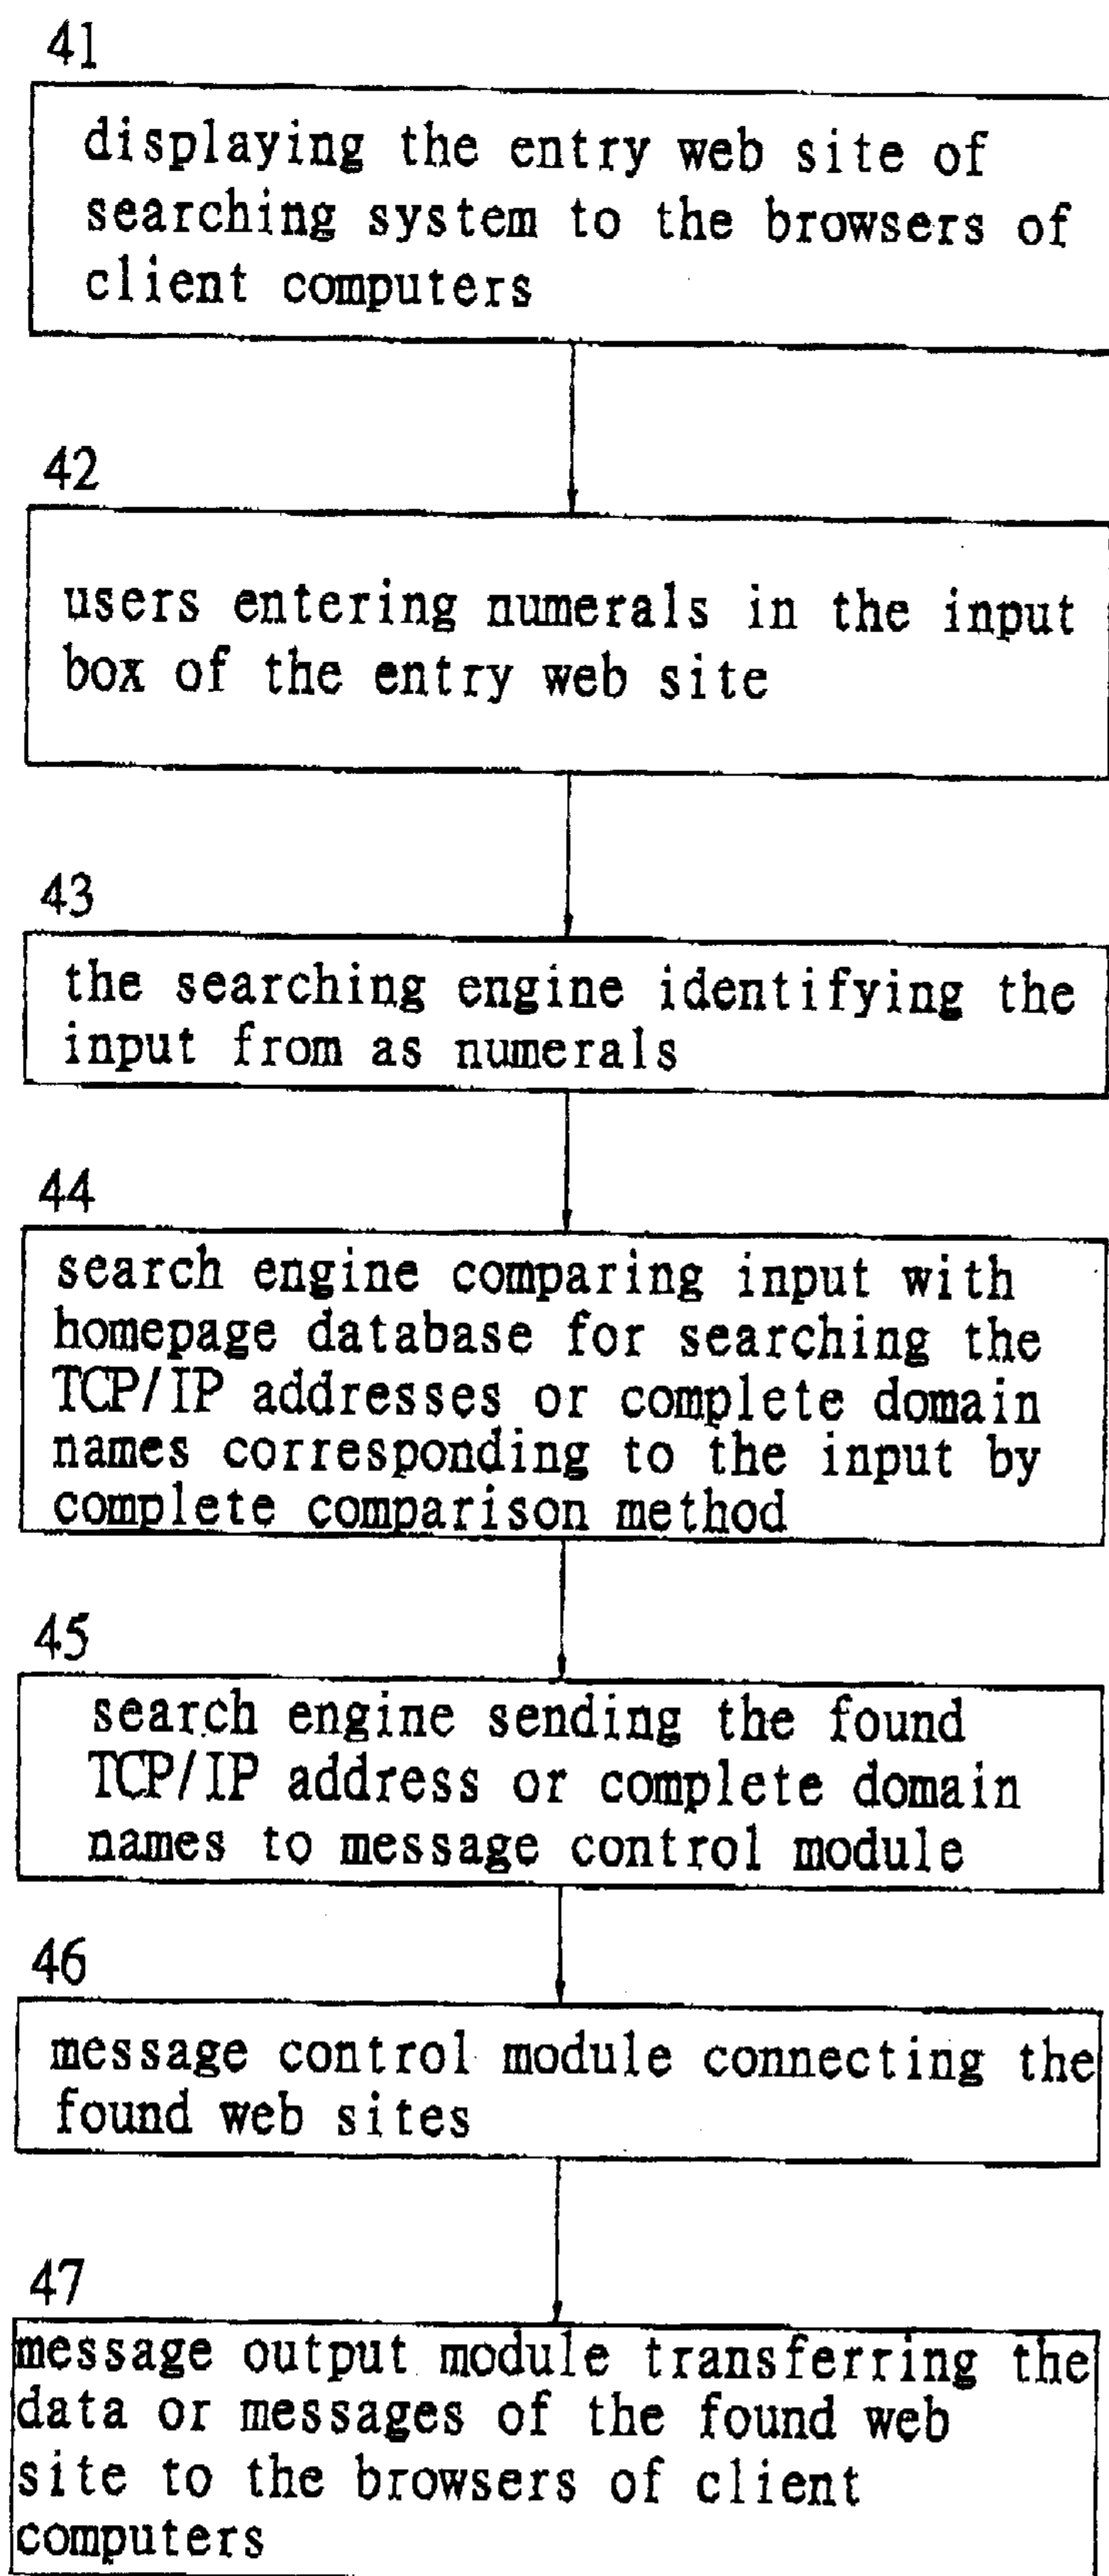 41
displaying the entry web site of
searching system to the browsers of
client computers
42
users entering numerals in the input
box of the entry web site
43
the searching engine identifying the
input from as numerals
44
search engine comparing input with
homepage database for searching the
TCP/IP addresses or complete domain
names corresponding to the input by
complete comparison method
45
search engine sending the found
TCP/IP address or complete domain
names to message control module
46
message control module connecting the
found web sites
47
message output module transferring the
data or messages of the found web
site to the browsers of client
computers